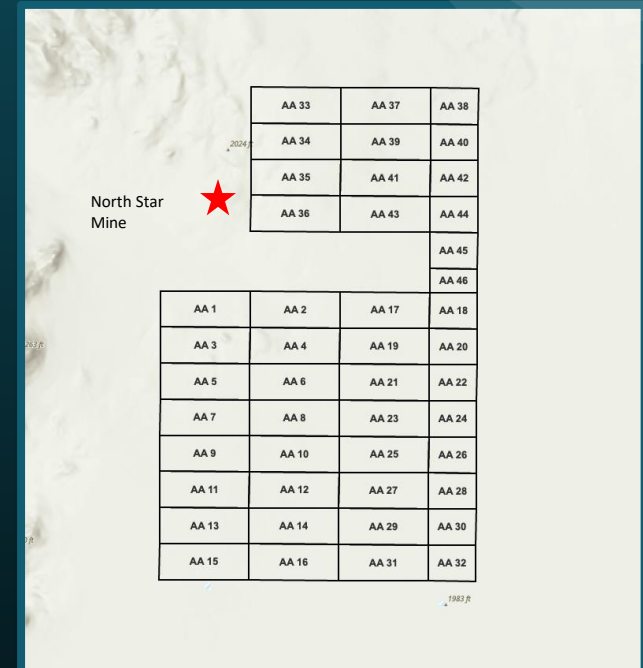 AA 33 AA 37 AA 38
2024 ft
AA 34 AA 39 AA 40
AA 35 AA 41 AA 42
North Star
Mine
AA 36 AA 43 AA 44
AA 45
AA 46
AA 1 AA 2 AA 17 AA 18
263 ft
AA 3 AA 4 AA 19 AA 20
AA 5 AA 6 AA 21 AA 22
AA 7 AA 8 AA 23 AA 24
AA 9 AA 10 AA 25 AA 26
AA 11 AA 12 AA 27 AA 28
AA 13 AA 14 AA 29 AA 30
ft
AA 15 AA 16 AA 31 AA 32
1983 ft